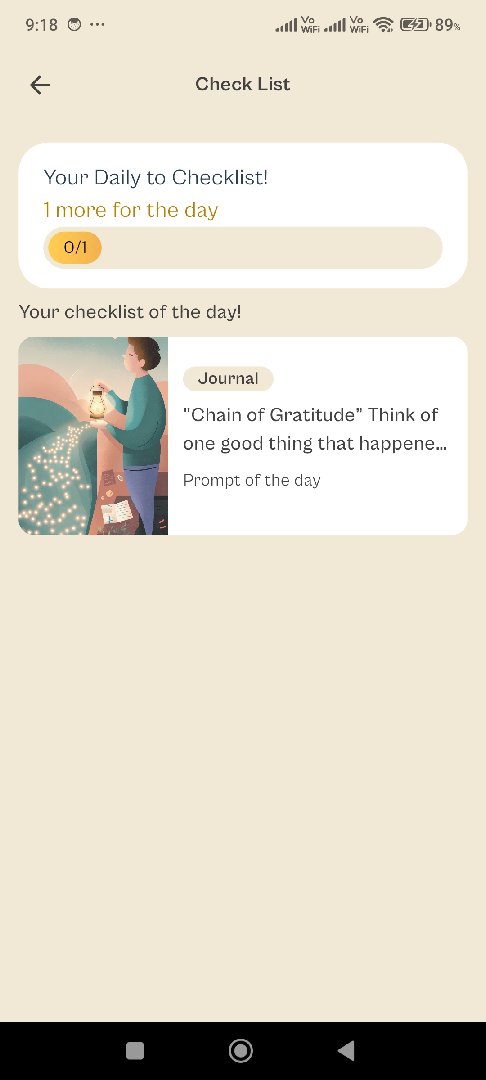 9:18 ...
Vo WiFi Vo WiFi 89%
Check List
Your Daily to Checklist!
1 more for the day
0/1
Your checklist of the day!
Journal
"Chain of Gratitude" Think of
one good thing that happene...
Prompt of the day